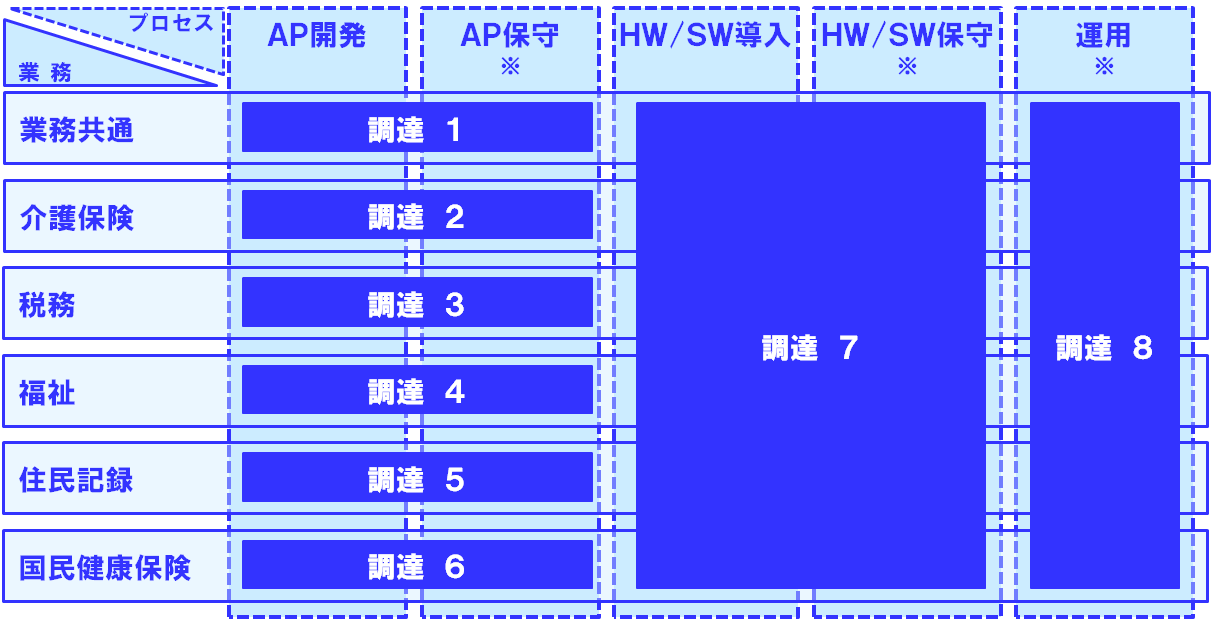 プロセス
業務
AP開発
AP保守
※
HW/SW導入
HW/SW保守
※
運用
※
業務共通
調達 1
介護保険
調達 2
税務
調達 3
調達 7
調達 8
福祉
調達 4
住民記録
調達 5
国民健康保険
調達 6